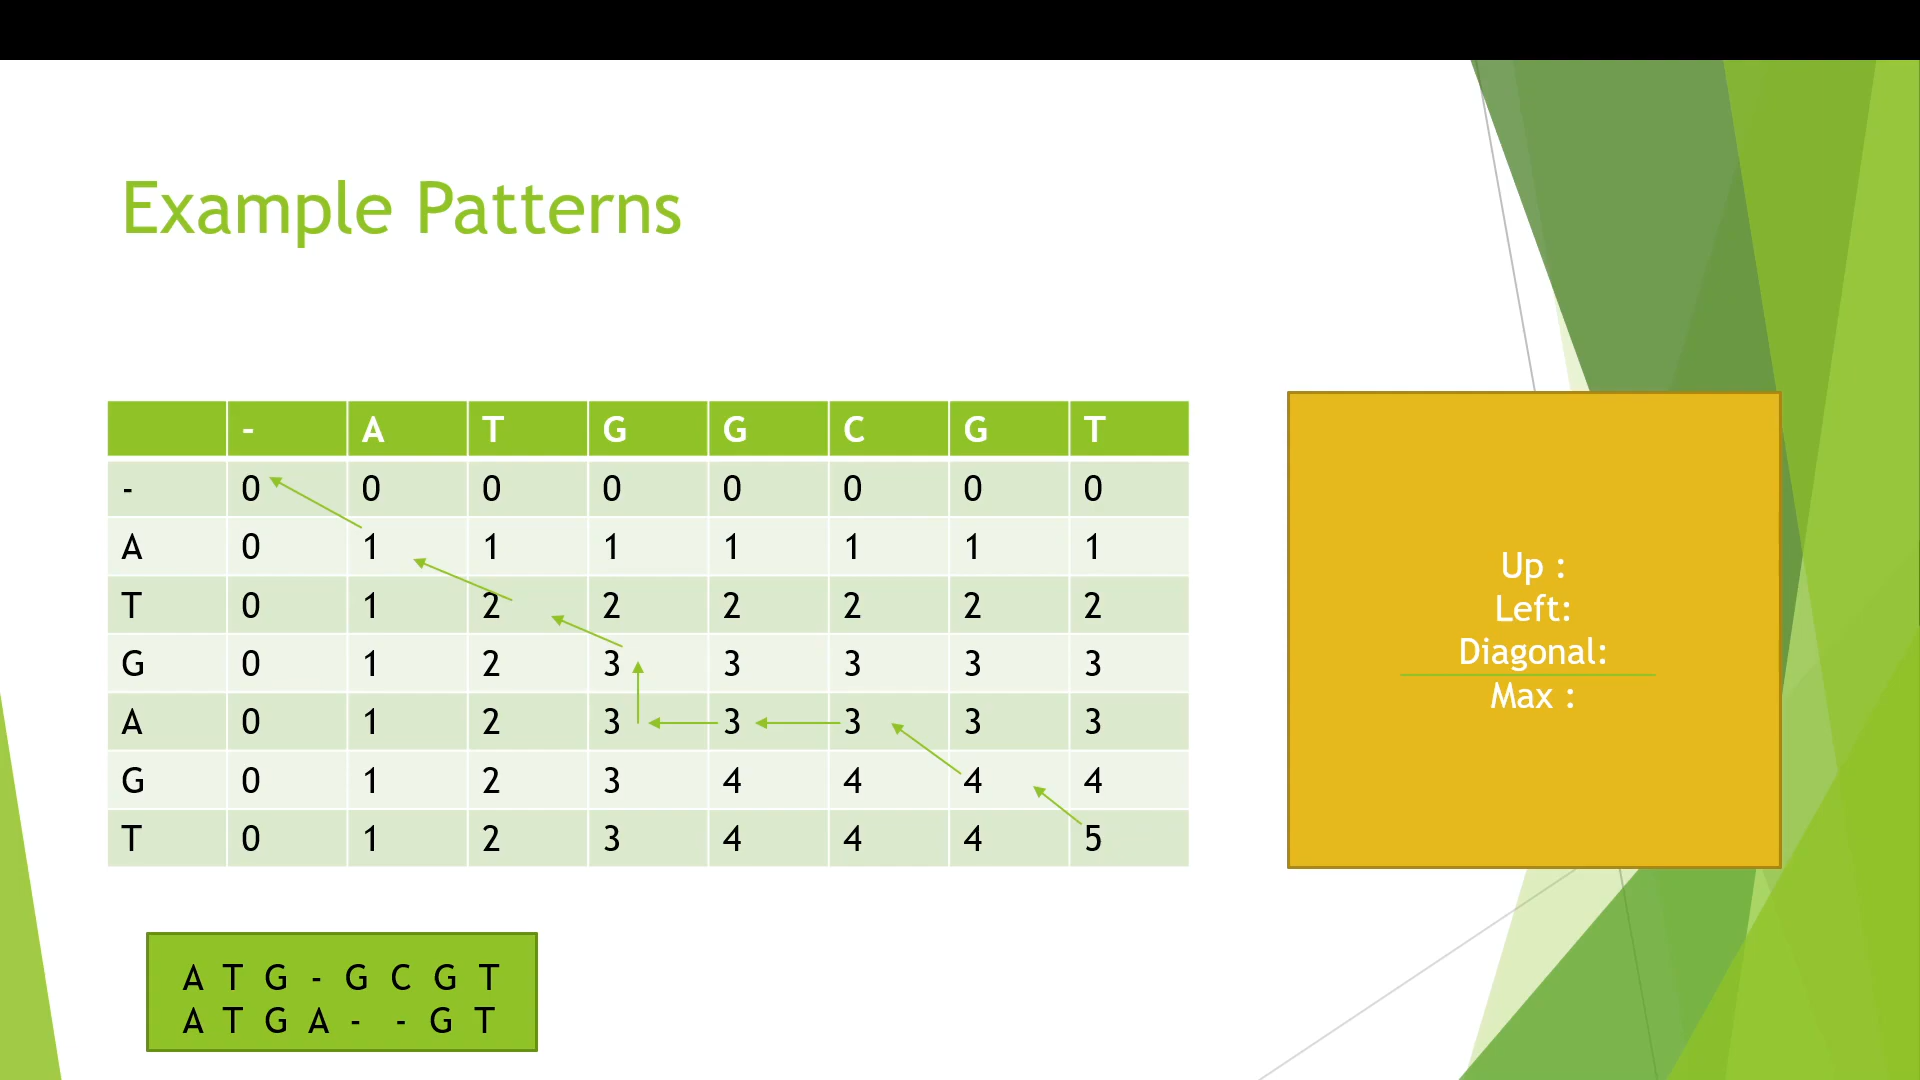 Example Patterns
- A T G G C G T
- 0 0 0 0 0 0 0 0
A 0 1 1 1 1 1 1 1
T 0 1 2 2 2 2 2 2
G 0 1 2 3 3 3 3 3
A 0 1 2 3 3 3 3 3
G 0 1 2 3 4 4 4 4
T 0 1 2 3 4 4 4 5
Up :
Left:
Diagonal:
Max :
A T G - G C G T
A T G A - - G T